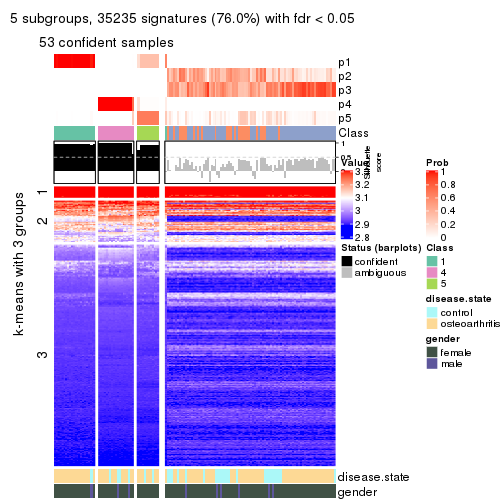 5 subgroups, 35235 signatures (76.0%) with fdr < 0.05
53 confident samples
p1
p2
p3
p4
p5
Class
1
0.5
Silhouette
score
k-means with 3 groups
1
2
3
disease.state
gender
Value
3.3
3.2
3.1
3
2.9
2.8
Prob
1
0.8
0.6
0.4
0.2
0
Status (barplots)
confident
ambiguous
Class
1
4
5
disease.state
control
osteoarthritis
gender
female
male